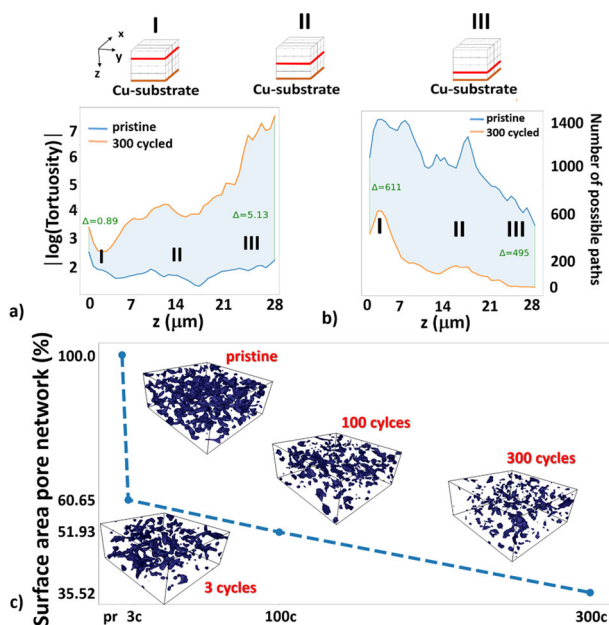 I
II
III
x
y
z
Cu-substrate
Cu-substrate
Cu-substrate
pristine
300 cycled
|log(Tortuosity)|
7
6
5
4
3
2
Δ=0.89
Δ=5.13
I
II
III
0
7
14
21
28
z (μm)
a)
pristine
300 cycled
1400
1000
600
200
0
Number of possible paths
Δ=611
Δ=495
I
II
III
0
7
14
21
28
z (μm)
b)
Surface area pore network (%)
100.0
60.65
51.93
35.52
pristine
100 cylces
300 cycles
3 cycles
c)
pr 3c
100c
300c